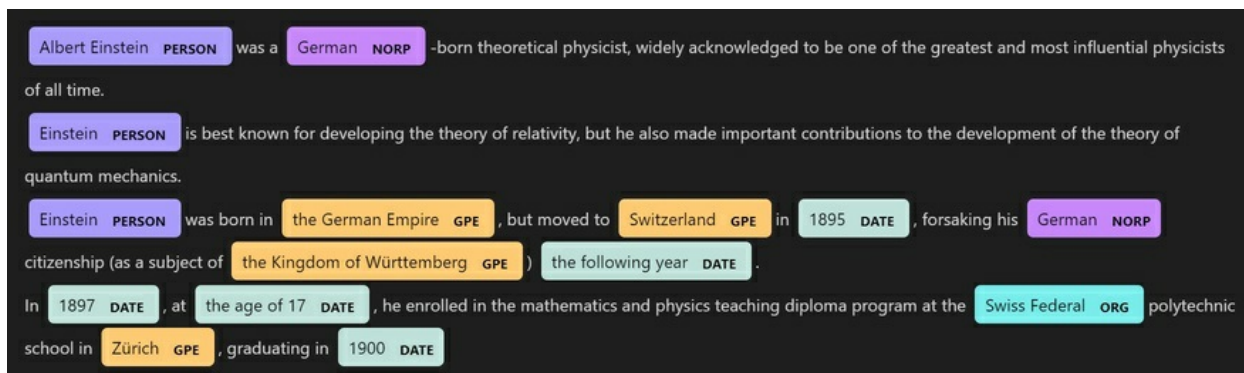 Albert Einstein PERSON was a German NORP -born theoretical physicist, widely acknowledged to be one of the greatest and most influential physicists
of all time.
Einstein PERSON is best known for developing the theory of relativity, but he also made important contributions to the development of the theory of
quantum mechanics.
Einstein PERSON was born in the German Empire GPE , but moved to Switzerland GPE in 1895 DATE , forsaking his German NORP
citizenship (as a subject of the Kingdom of Württemberg GPE ) the following year DATE .
In 1897 DATE , at the age of 17 DATE , he enrolled in the mathematics and physics teaching diploma program at the Swiss Federal ORG polytechnic
school in Zürich GPE , graduating in 1900 DATE